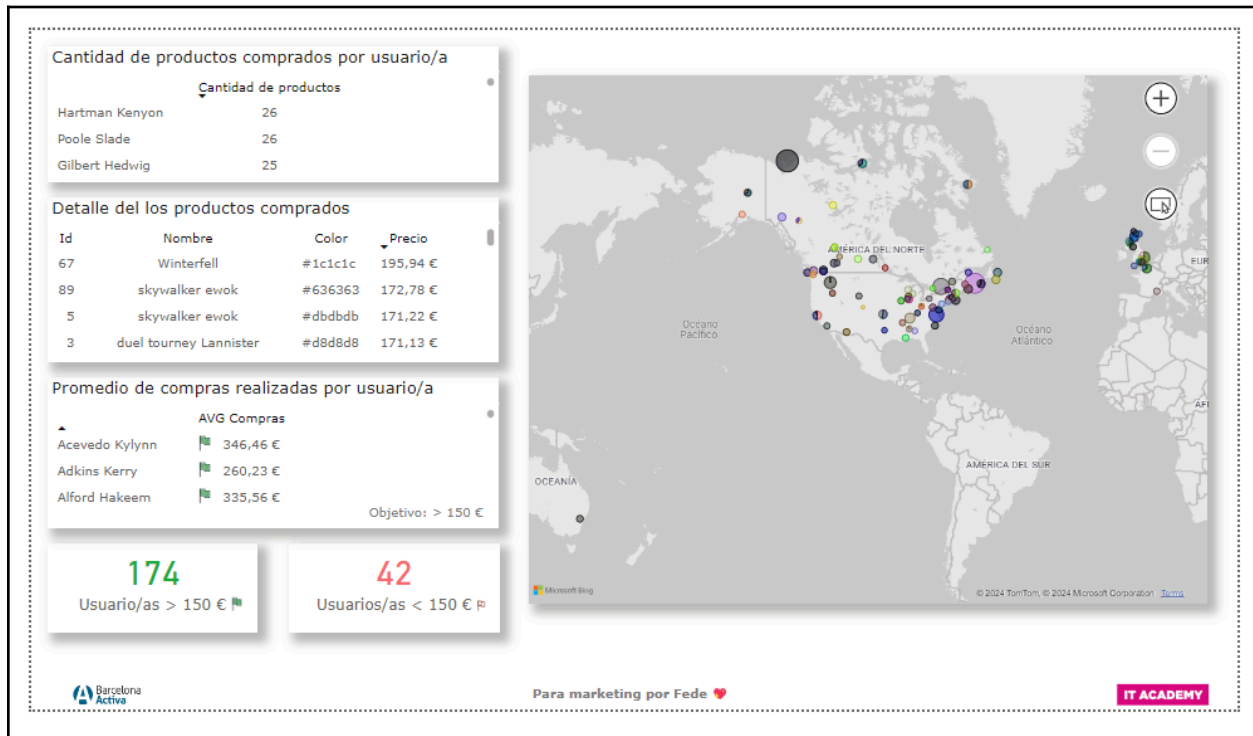 Cantidad de productos comprados por usuario/a
Cantidad de productos
Hartman Kenyon 26
Poole Slade 26
Gilbert Hedwig 25
Detalle del los productos comprados
Id Nombre Color Precio
67 Winterfell #1c1c1c 195,94 €
89 skywalker ewok #636363 172,78 €
5 skywalker ewok #dbdbdb 171,22 €
3 duel tourney Lannister #d8d8d8 171,13 €
Promedio de compras realizadas por usuario/a
AVG Compras
Acevedo Kylynn 346,46 €
Adkins Kerry 260,23 €
Alford Hakeem 335,56 €
Objetivo: > 150 €
174
Usuario/as > 150 €
42
Usuarios/as < 150 €
AMÉRICA DEL NORTE
EUR
Océano
Pacífico
Océano
Atlántico
AFR
AMÉRICA DEL SUR
OCEANÍA
Microsoft Bing
© 2024 TomTom, © 2024 Microsoft Corporation Terms
Barcelona
Activa
Para marketing por Fede 💖
IT ACADEMY